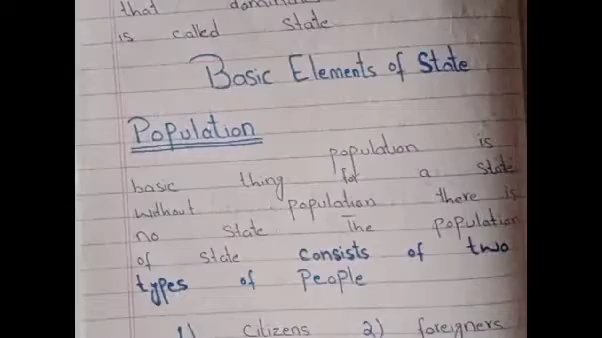 that
is called state
Basic Elements of State
Population
population is
basic thing for a state
without population there is
no state The population
of state consists of two
types of People
1) citizens 2) foreigners